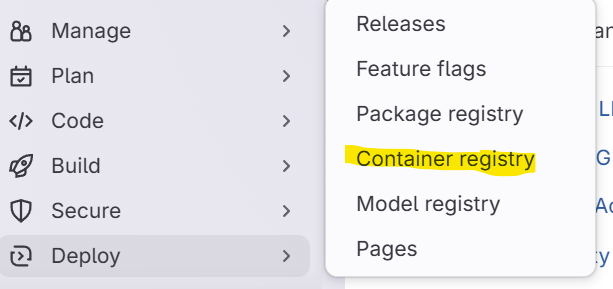 Manage
Plan
Code
Build
Secure
Deploy
Releases
Feature flags
Package registry
Container registry
Model registry
Pages